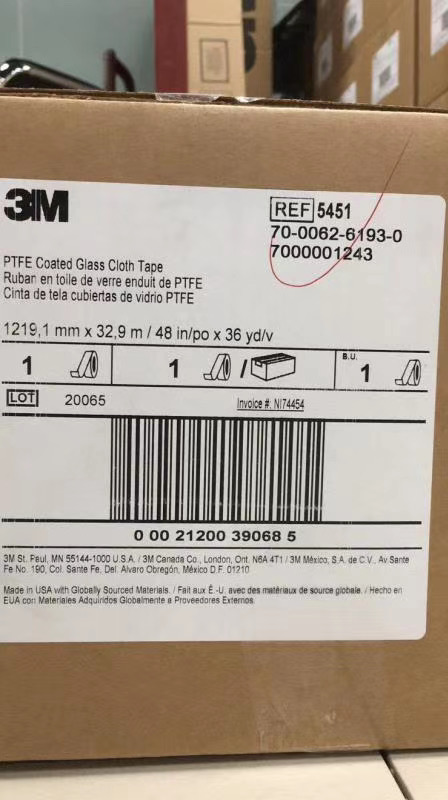 3M
REF 5451
70-0062-6193-0
7000001243
PTFE Coated Glass Cloth Tape
Ruban en toile de verre enduit de PTFE
Cinta de tela cubiertas de vidrio PTFE
1219,1 mm x 32,9 m / 48 in/po x 36 yd/v
1 1 / B.U. 1
LOT 20065 Invoice #: NI74454
0 00 21200 39068 5
3M St. Paul, MN 55144-1000 U.S.A. / 3M Canada Co., London, Ont. N6A 4T1 / 3M México, S.A. de C.V., Av. Sante
Fe No. 190, Col. Sante Fe, Del. Alvaro Obregón, México D.F. 01210
Made in USA with Globally Sourced Materials. / Fait aux É.-U. avec des matériaux de source globale. / Hecho en
EUA con Materiales Adquiridos Globalmente a Proveedores Externos.